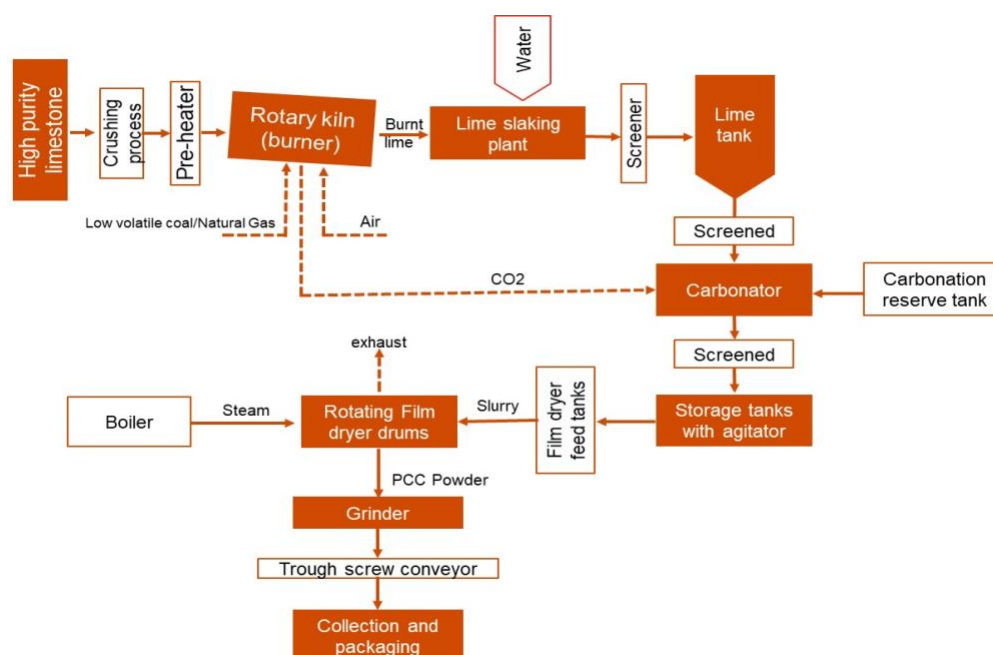 High purity
limestone
Crushing
process
Pre-heater
Rotary kiln
(burner)
Burnt
lime
Water
Lime slaking
plant
Screener
Lime
tank
Low volatile coal/Natural Gas
Air
Screened
CO2
Carbonator
Carbonation
reserve tank
Screened
exhaust
Boiler
Steam
Rotating Film
dryer drums
Slurry
Film dryer
feed tanks
Storage tanks
with agitator
PCC Powder
Grinder
Trough screw conveyor
Collection and
packaging